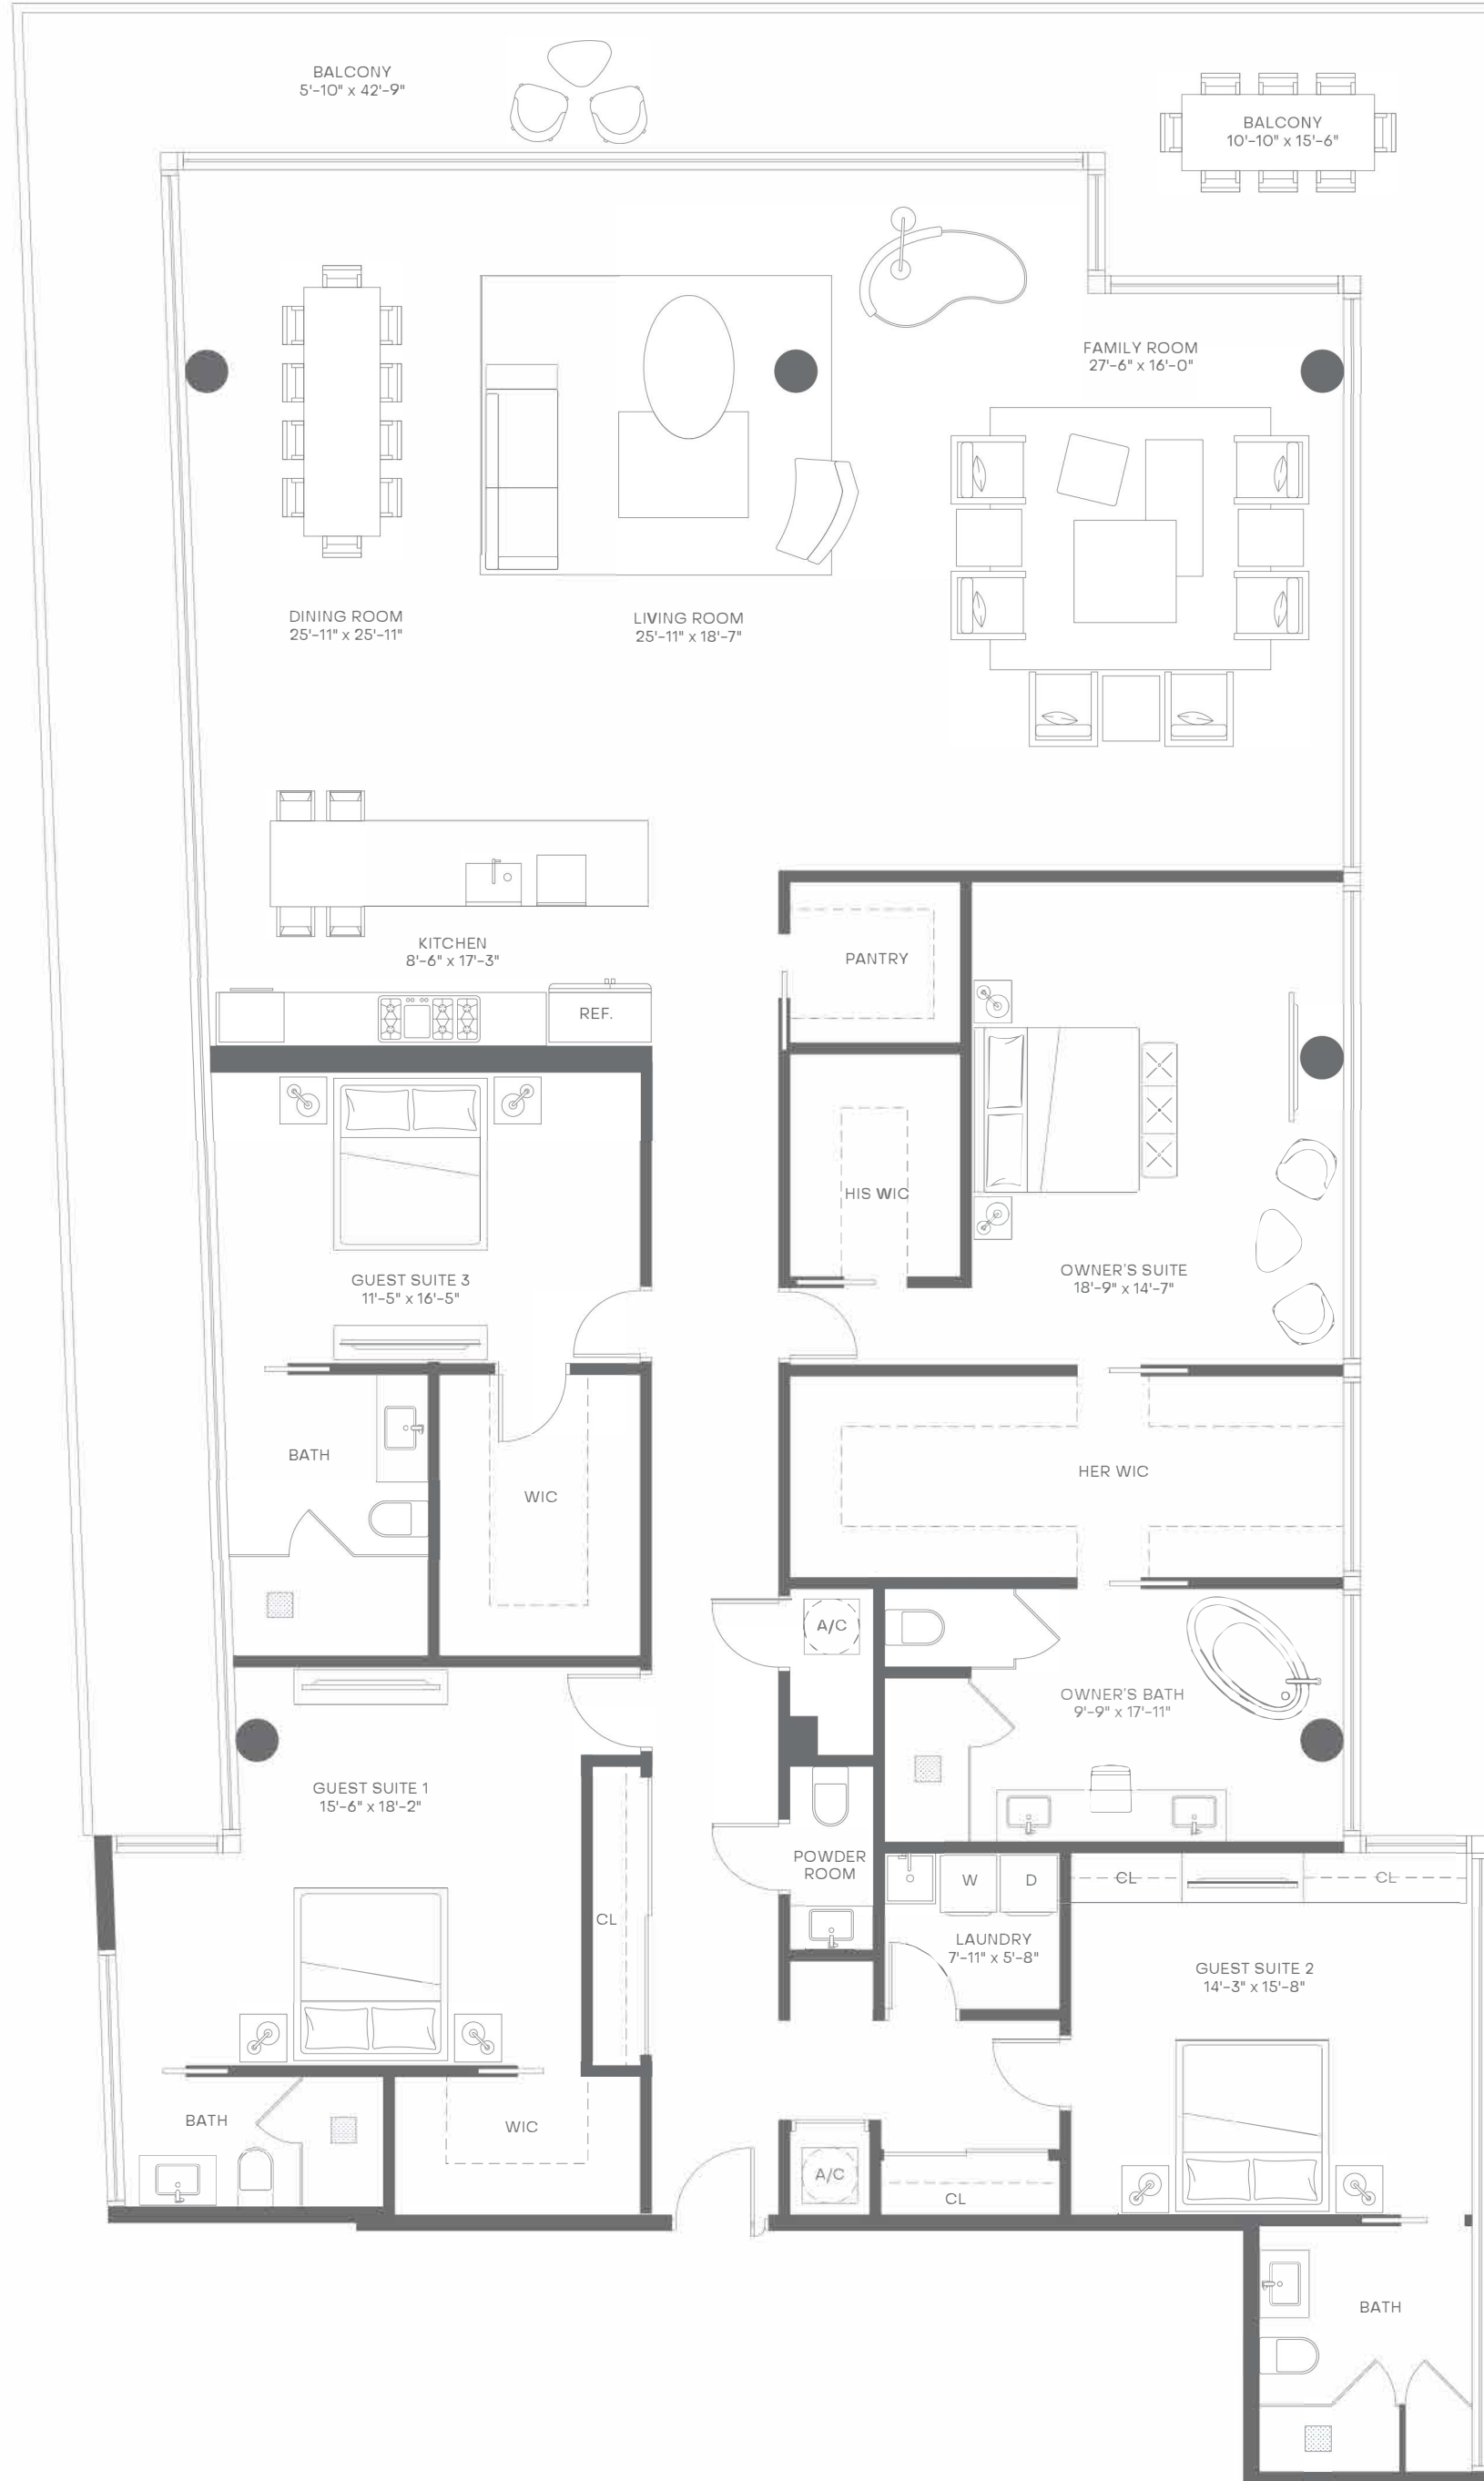 BALCONY
5'-10" x 42'-9"
BALCONY
10'-10" x 15'-6"
FAMILY ROOM
27'-6" x 16'-0"
DINING ROOM
25'-11" x 25'-11"
LIVING ROOM
25'-11" x 18'-7"
KITCHEN
8'-6" x 17'-3"
PANTRY
REF.
HIS WIC
GUEST SUITE 3
11'-5" x 16'-5"
OWNER'S SUITE
18'-9" x 14'-7"
BATH
WIC
HER WIC
A/C
OWNER'S BATH
9'-9" x 17'-11"
GUEST SUITE 1
15'-6" x 18'-2"
POWDER
ROOM
W
D
CL
CL
CL
LAUNDRY
7'-11" x 5'-8"
GUEST SUITE 2
14'-3" x 15'-8"
BATH
WIC
A/C
CL
BATH